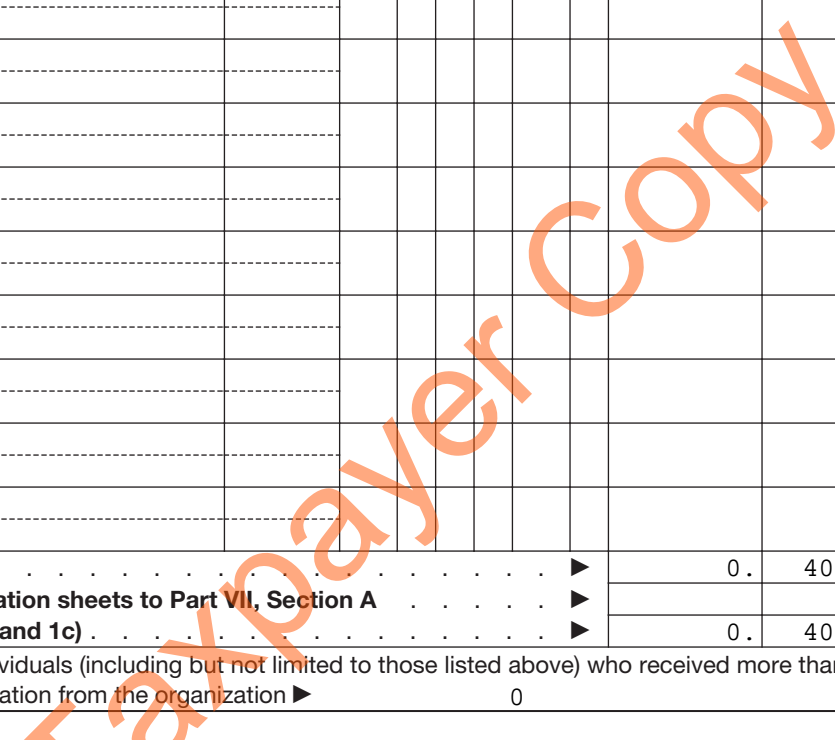 . . . . . . . . . . . . . . . . . ▶ 0. 40
ation sheets to Part VII, Section A . . . . . ▶
and 1c) . . . . . . . . . . . . . . . ▶ 0. 40
viduals (including but not limited to those listed above) who received more than
ation from the organization ▶ 0
Taxpayer Copy